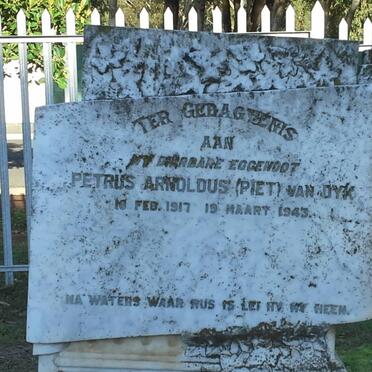 TER GEDAGTENIS
AAN
MY DIERBARE EGGENOOT
PETRUS ARNOLDUS (PIET) VAN DYK
10 FEB. 1917 19 MAART 1943.
NA WATERS WAAR RUS IS LEI HY MY HEEN.